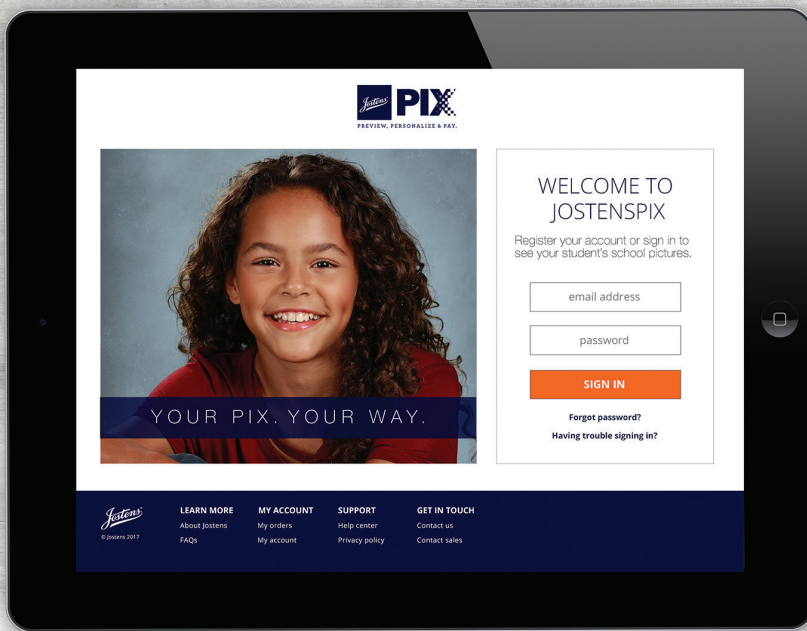 Jostens PIX
PREVIEW, PERSONALIZE & PAY.
YOUR PIX. YOUR WAY.
WELCOME TO
JOSTENSPIX
Register your account or sign in to
see your student's school pictures.
email address
password
SIGN IN
Forgot password?
Having trouble signing in?
Jostens
© Jostens 2017
LEARN MORE
About Jostens
FAQs
MY ACCOUNT
My orders
My account
SUPPORT
Help center
Privacy policy
GET IN TOUCH
Contact us
Contact sales